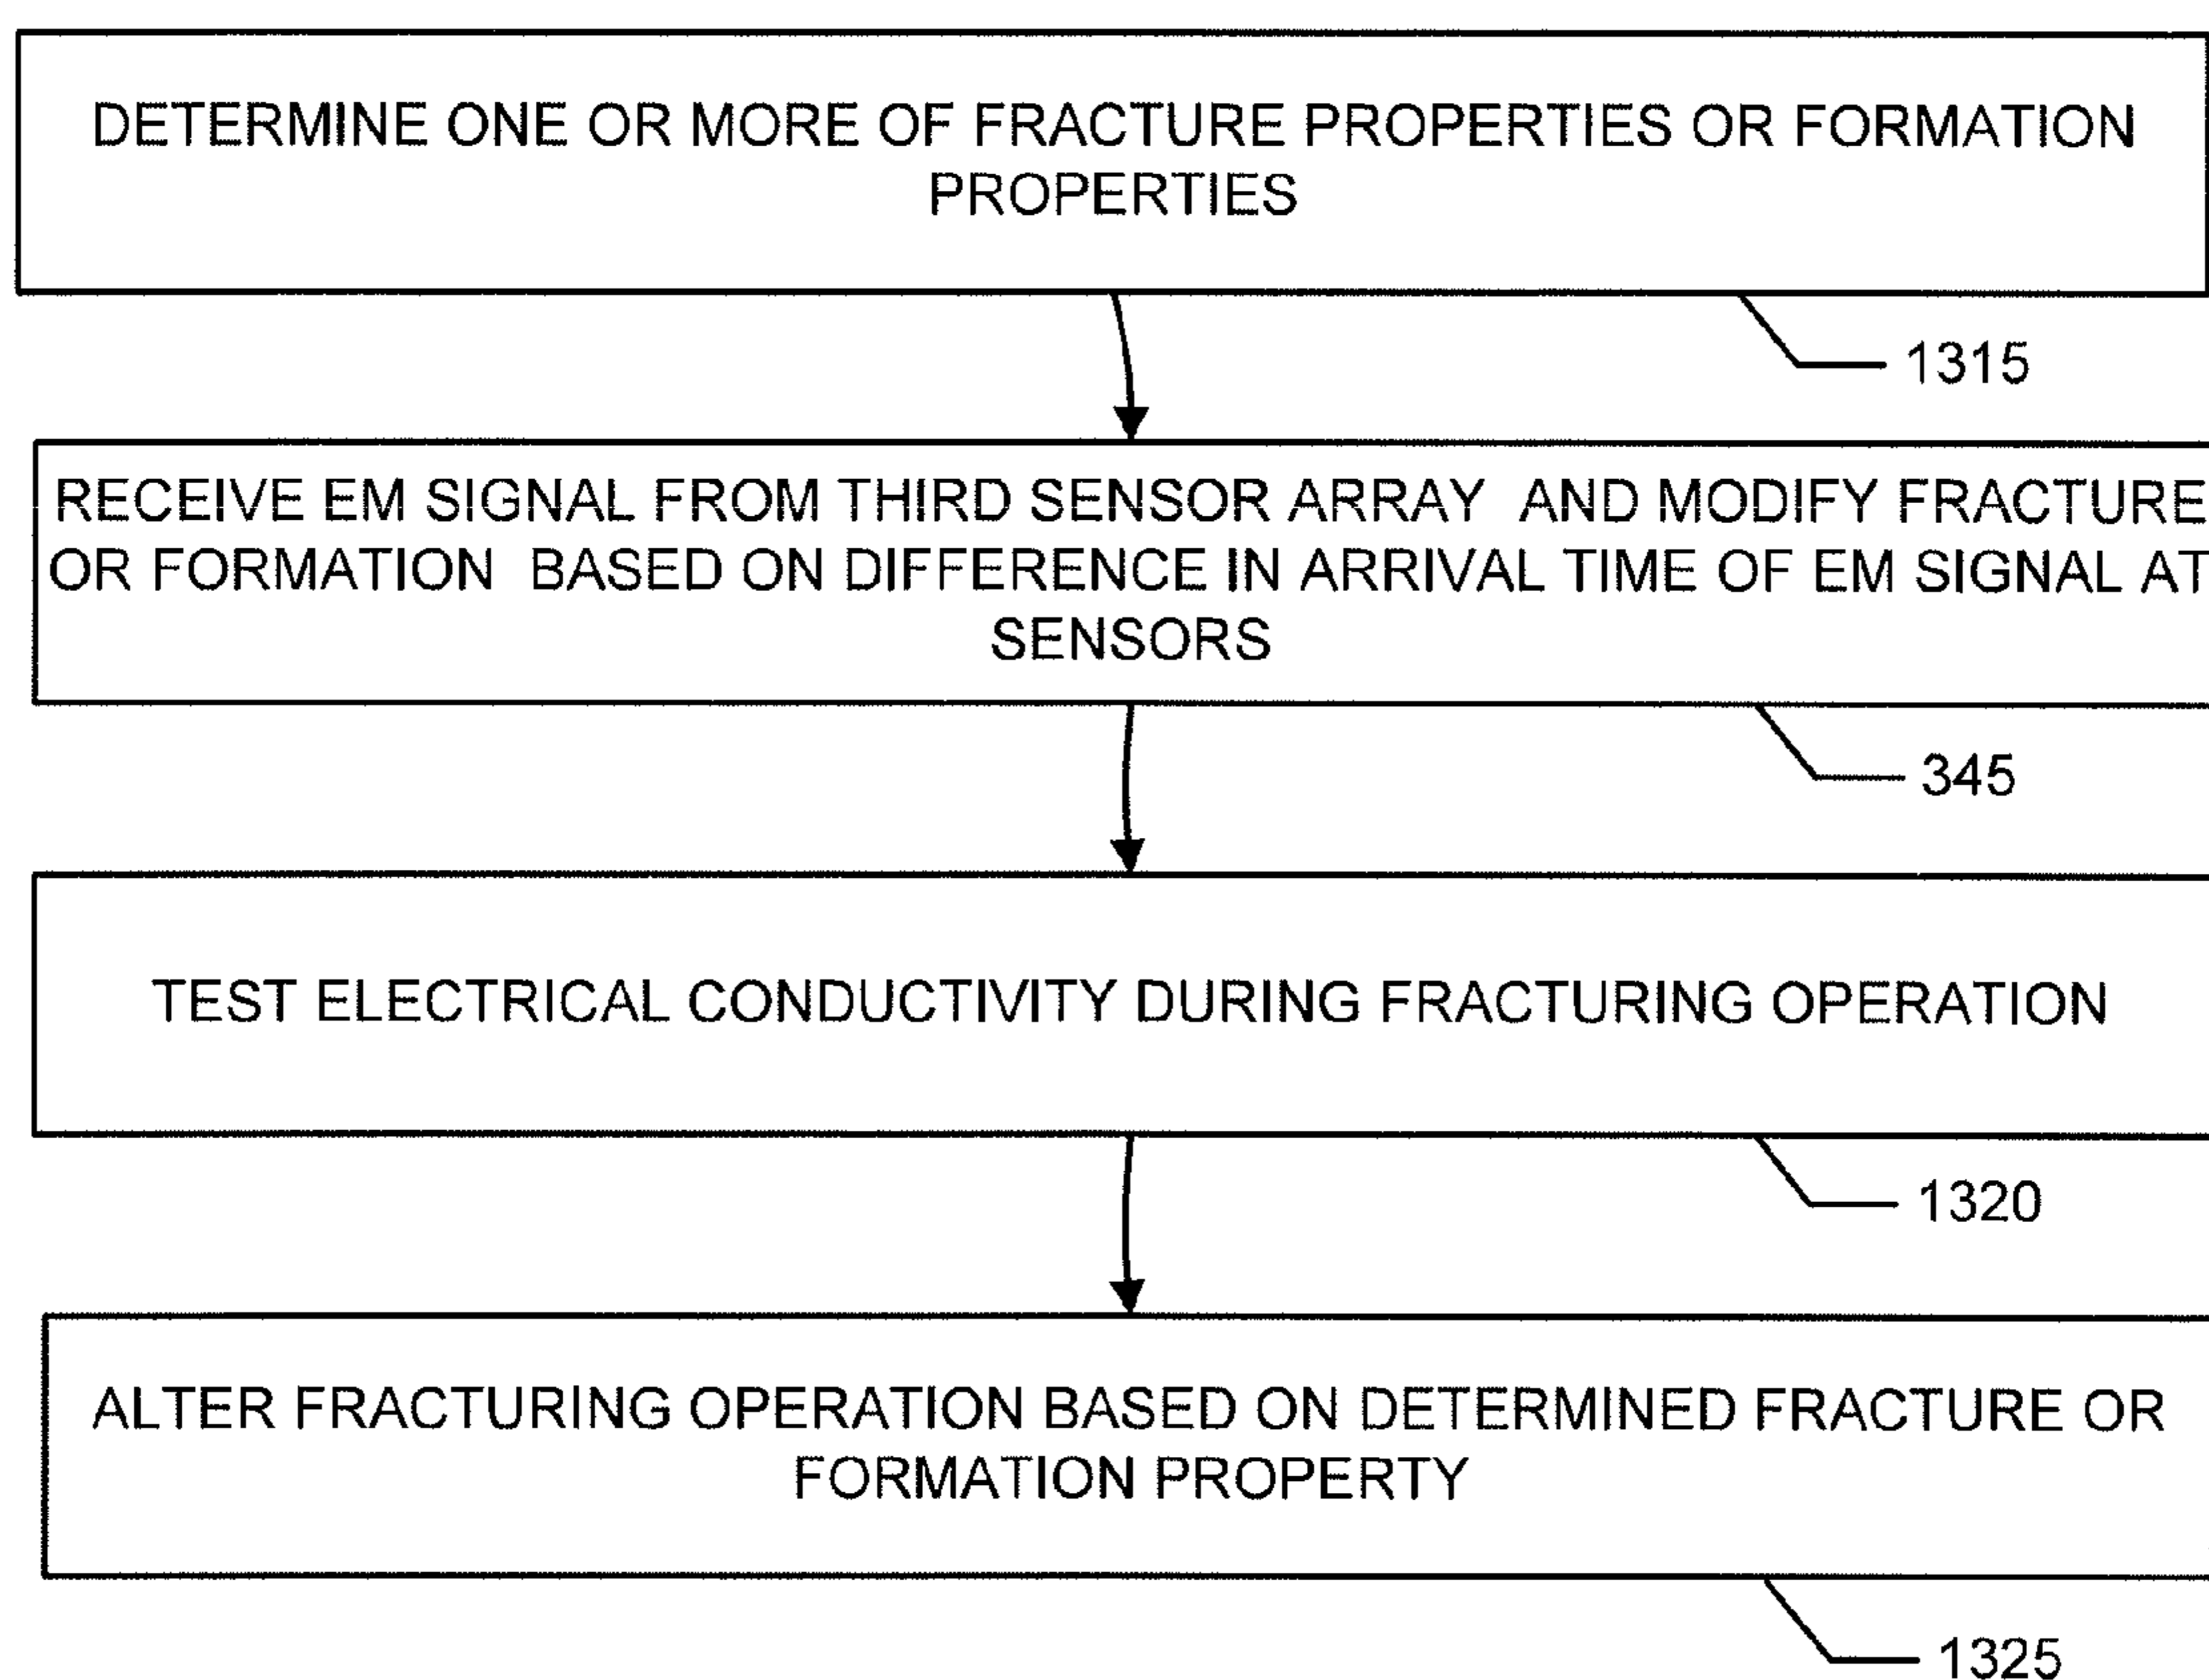 DETERMINE ONE OR MORE OF FRACTURE PROPERTIES OR FORMATION
PROPERTIES
1315
RECEIVE EM SIGNAL FROM THIRD SENSOR ARRAY AND MODIFY FRACTURE
OR FORMATION BASED ON DIFFERENCE IN ARRIVAL TIME OF EM SIGNAL AT
SENSORS
345
TEST ELECTRICAL CONDUCTIVITY DURING FRACTURING OPERATION
1320
ALTER FRACTURING OPERATION BASED ON DETERMINED FRACTURE OR
FORMATION PROPERTY
1325